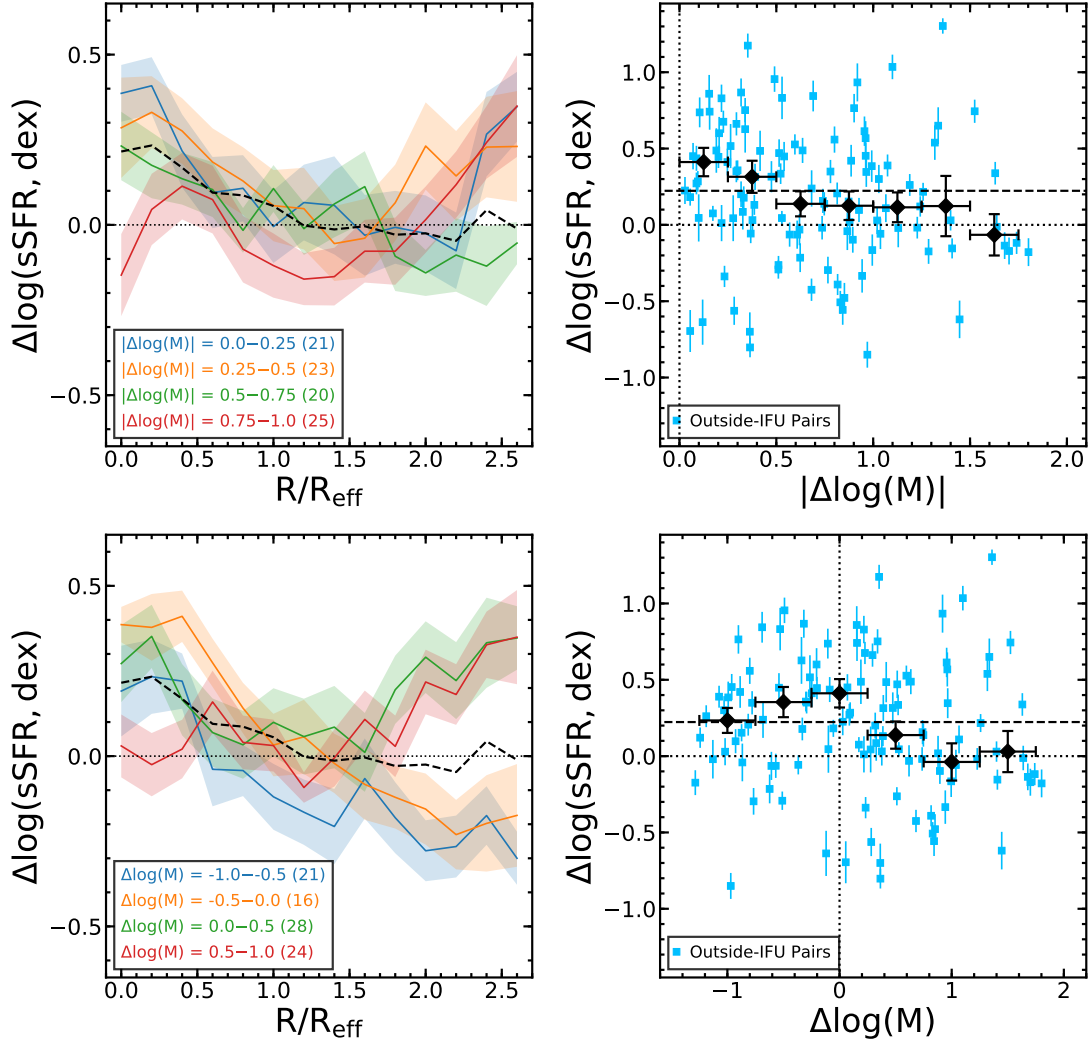 Δlog(sSFR, dex)
0.5
0.0
−0.5
|Δlog(M)| = 0.0−0.25 (21)
|Δlog(M)| = 0.25−0.5 (23)
|Δlog(M)| = 0.5−0.75 (20)
|Δlog(M)| = 0.75−1.0 (25)
0.0 0.5 1.0 1.5 2.0 2.5
R/Reff
Δlog(sSFR, dex)
1.0
0.5
0.0
−0.5
−1.0
Outside-IFU Pairs
0.0 0.5 1.0 1.5 2.0
|Δlog(M)|
Δlog(sSFR, dex)
0.5
0.0
−0.5
Δlog(M) = -1.0−-0.5 (21)
Δlog(M) = -0.5−0.0 (16)
Δlog(M) = 0.0−0.5 (28)
Δlog(M) = 0.5−1.0 (24)
0.0 0.5 1.0 1.5 2.0 2.5
R/Reff
Δlog(sSFR, dex)
1.0
0.5
0.0
−0.5
−1.0
Outside-IFU Pairs
−1 0 1 2
Δlog(M)